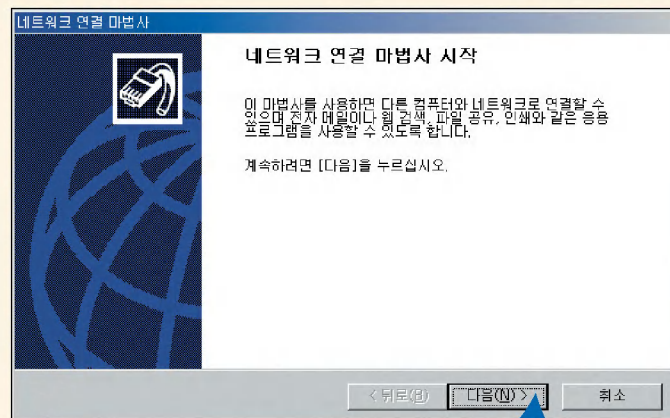 네트워크 연결 마법사
네트워크 연결 마법사 시작
이 마법사를 사용하면 다른 컴퓨터와 네트워크로 연결할 수
있으며 전자 메일이나 웹 검색, 파일 공유, 인쇄와 같은 응용
프로그램을 사용할 수 있도록 합니다.
계속하려면 [다음]을 누르십시오.
< 뒤로(B) 다음(N) > 취소